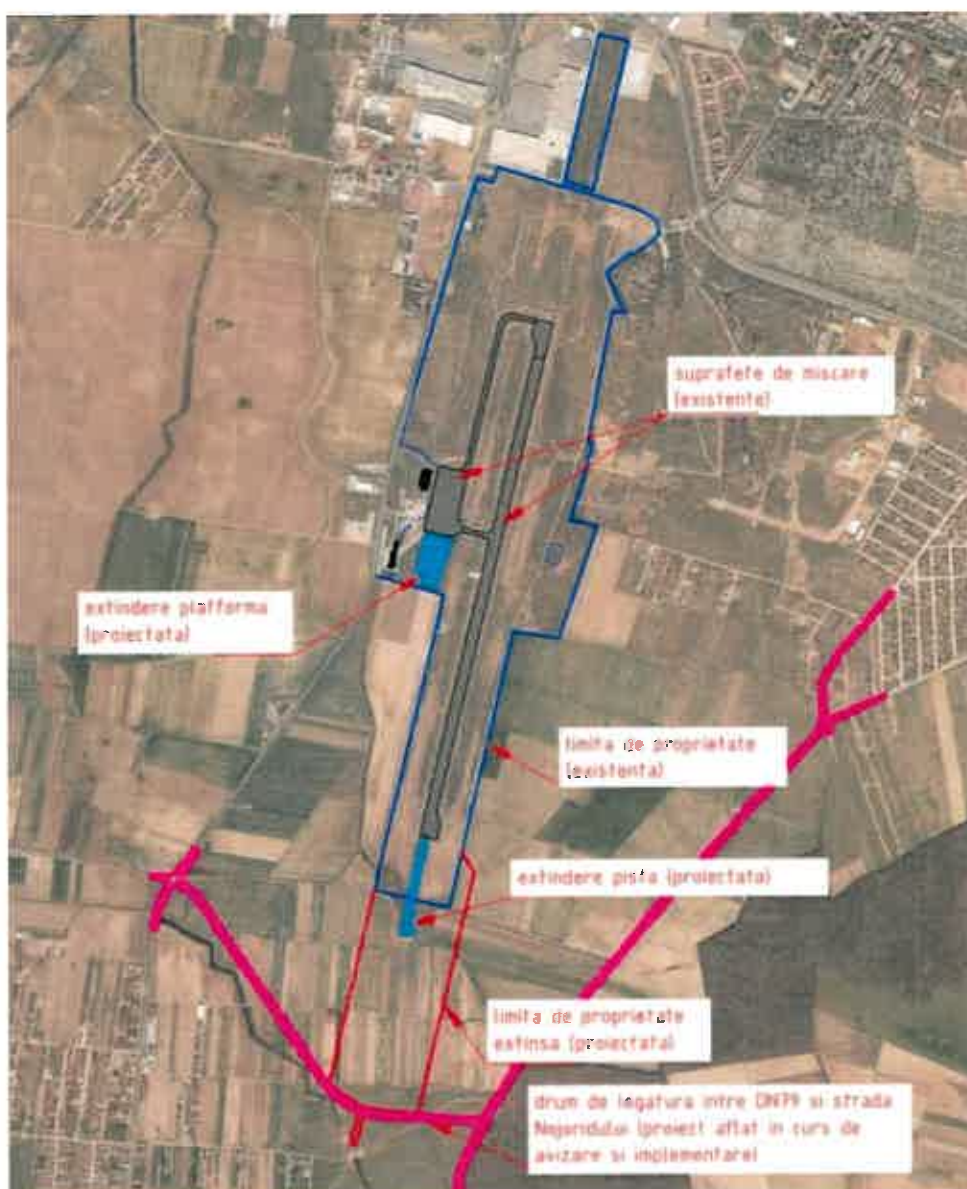 suprafete de miscare
(existente)
extindere platforma
(proiectata)
limita de proprietate
(existenta)
extindere pista (proiectata)
limita de proprietate
extinsa (proiectata)
drum de legatura intre DN79 si strada
Nojoridului (proiect aflat in curs de
avizare si implementare)